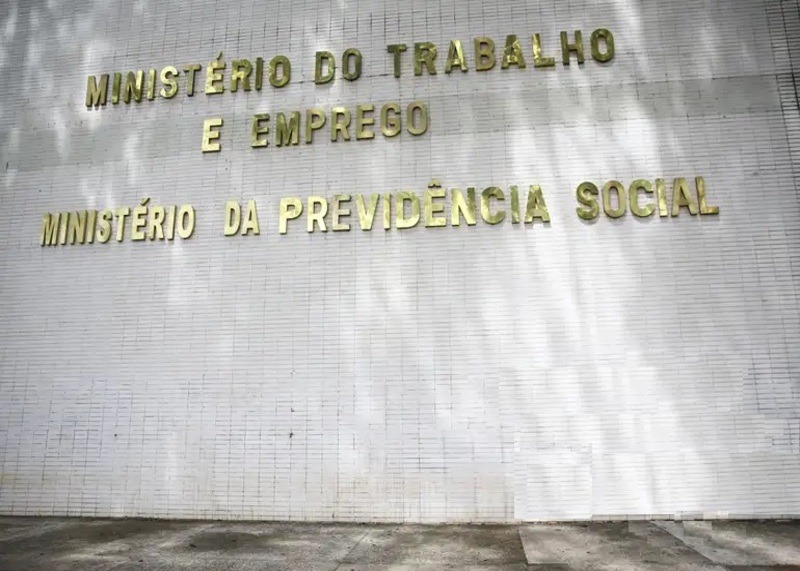 MINISTÉRIO DO TRABALHO
E EMPREGO
MINISTÉRIO DA PREVIDÊNCIA SOCIAL